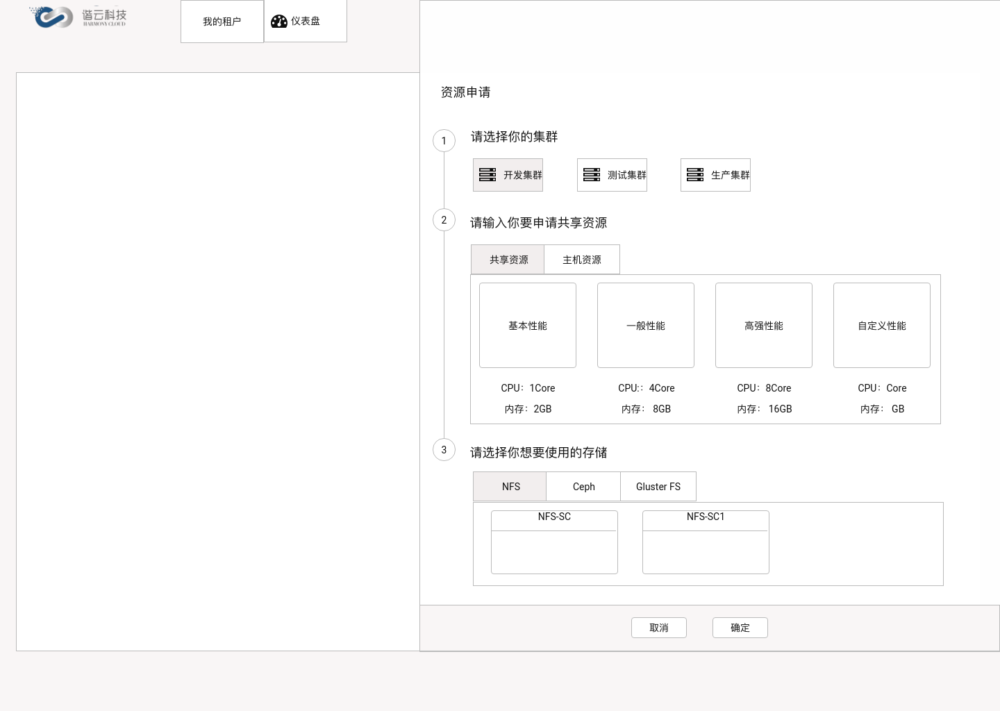 谐云科技
HARMONY CLOUD
我的租户
仪表盘
资源申请
1
请选择你的集群
开发集群
测试集群
生产集群
2
请输入你要申请共享资源
共享资源
主机资源
基本性能
一般性能
高强性能
自定义性能
CPU：1Core
CPU:：4Core
CPU：8Core
CPU：Core
内存：2GB
内存： 8GB
内存： 16GB
内存： GB
3
请选择你想要使用的存储
NFS
Ceph
Gluster FS
NFS-SC
NFS-SC1
取消
确定